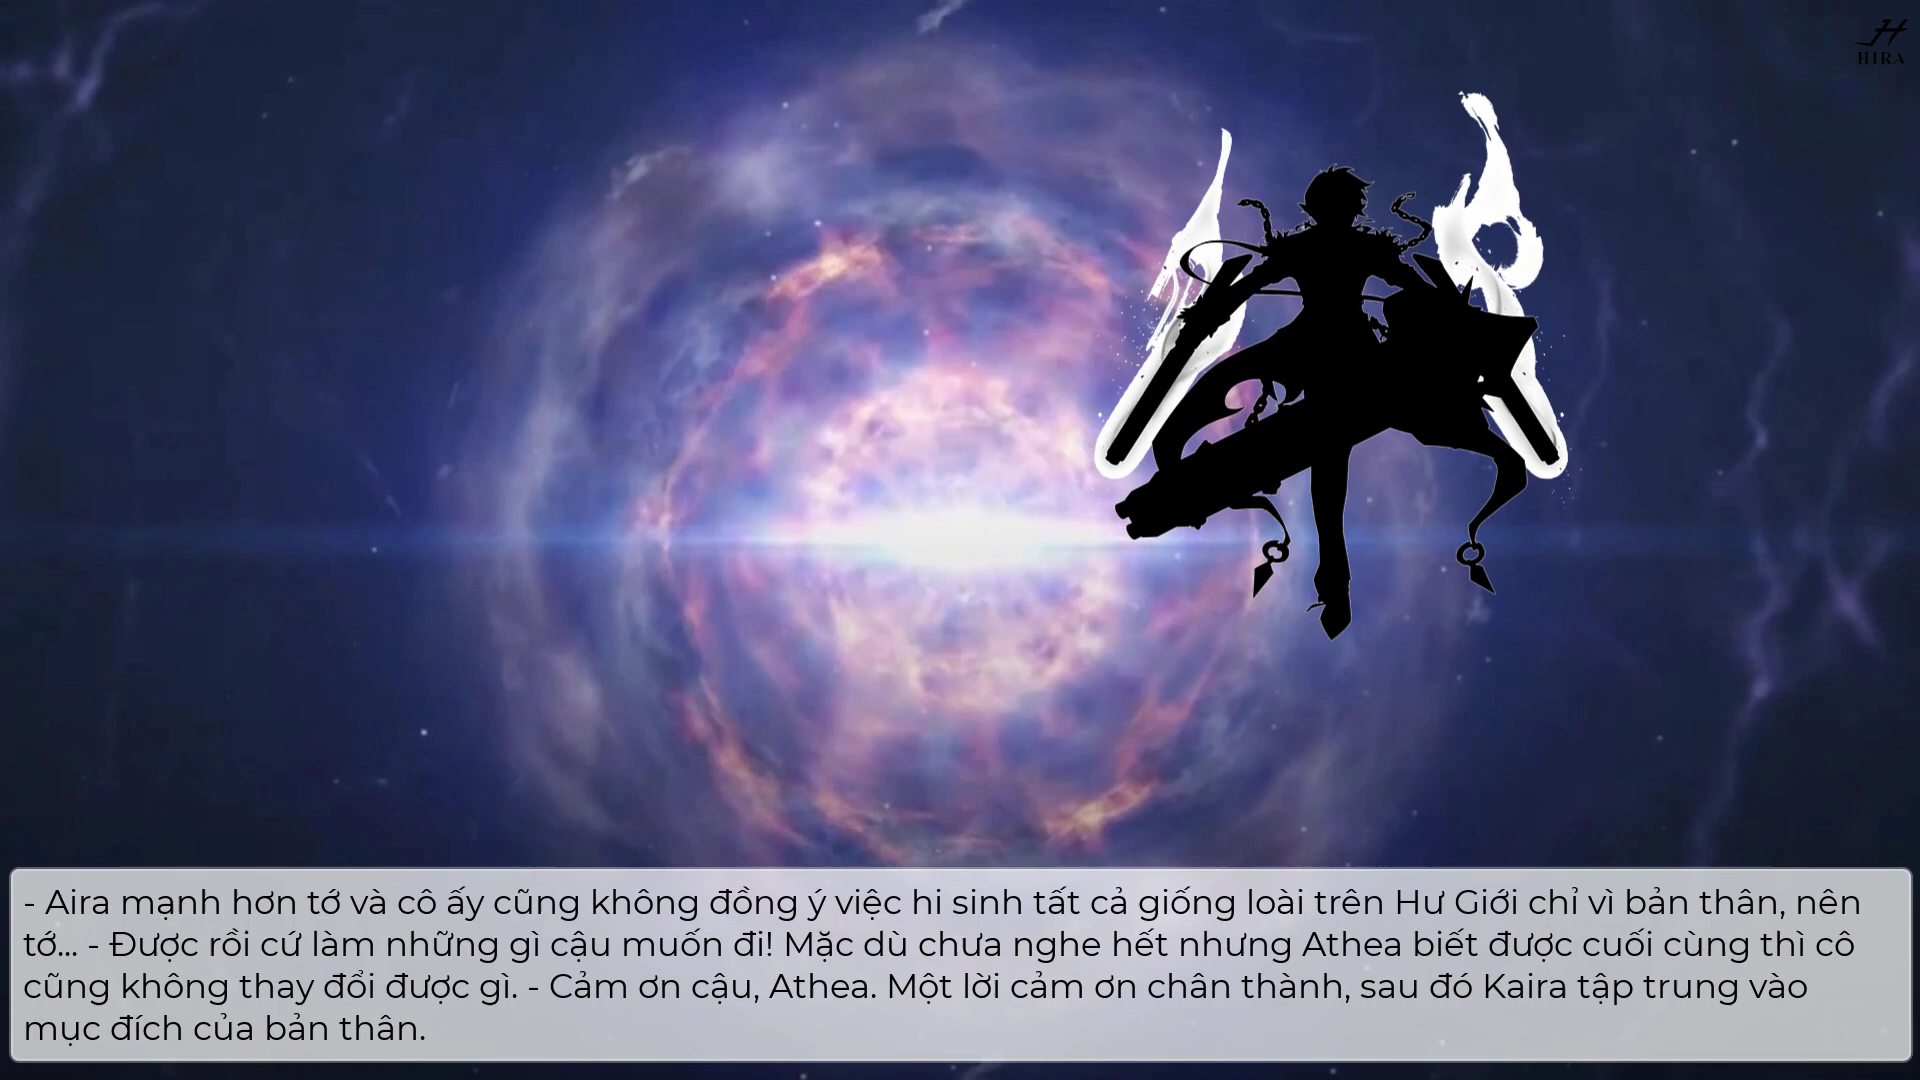 HIRA
- Aira mạnh hơn tớ và cô ấy cũng không đồng ý việc hi sinh tất cả giống loài trên Hư Giới chỉ vì bản thân, nên
tớ... - Được rồi cứ làm những gì cậu muốn đi! Mặc dù chưa nghe hết nhưng Athea biết được cuối cùng thì cô
cũng không thay đổi được gì. - Cảm ơn cậu, Athea. Một lời cảm ơn chân thành, sau đó Kaira tập trung vào
mục đích của bản thân.